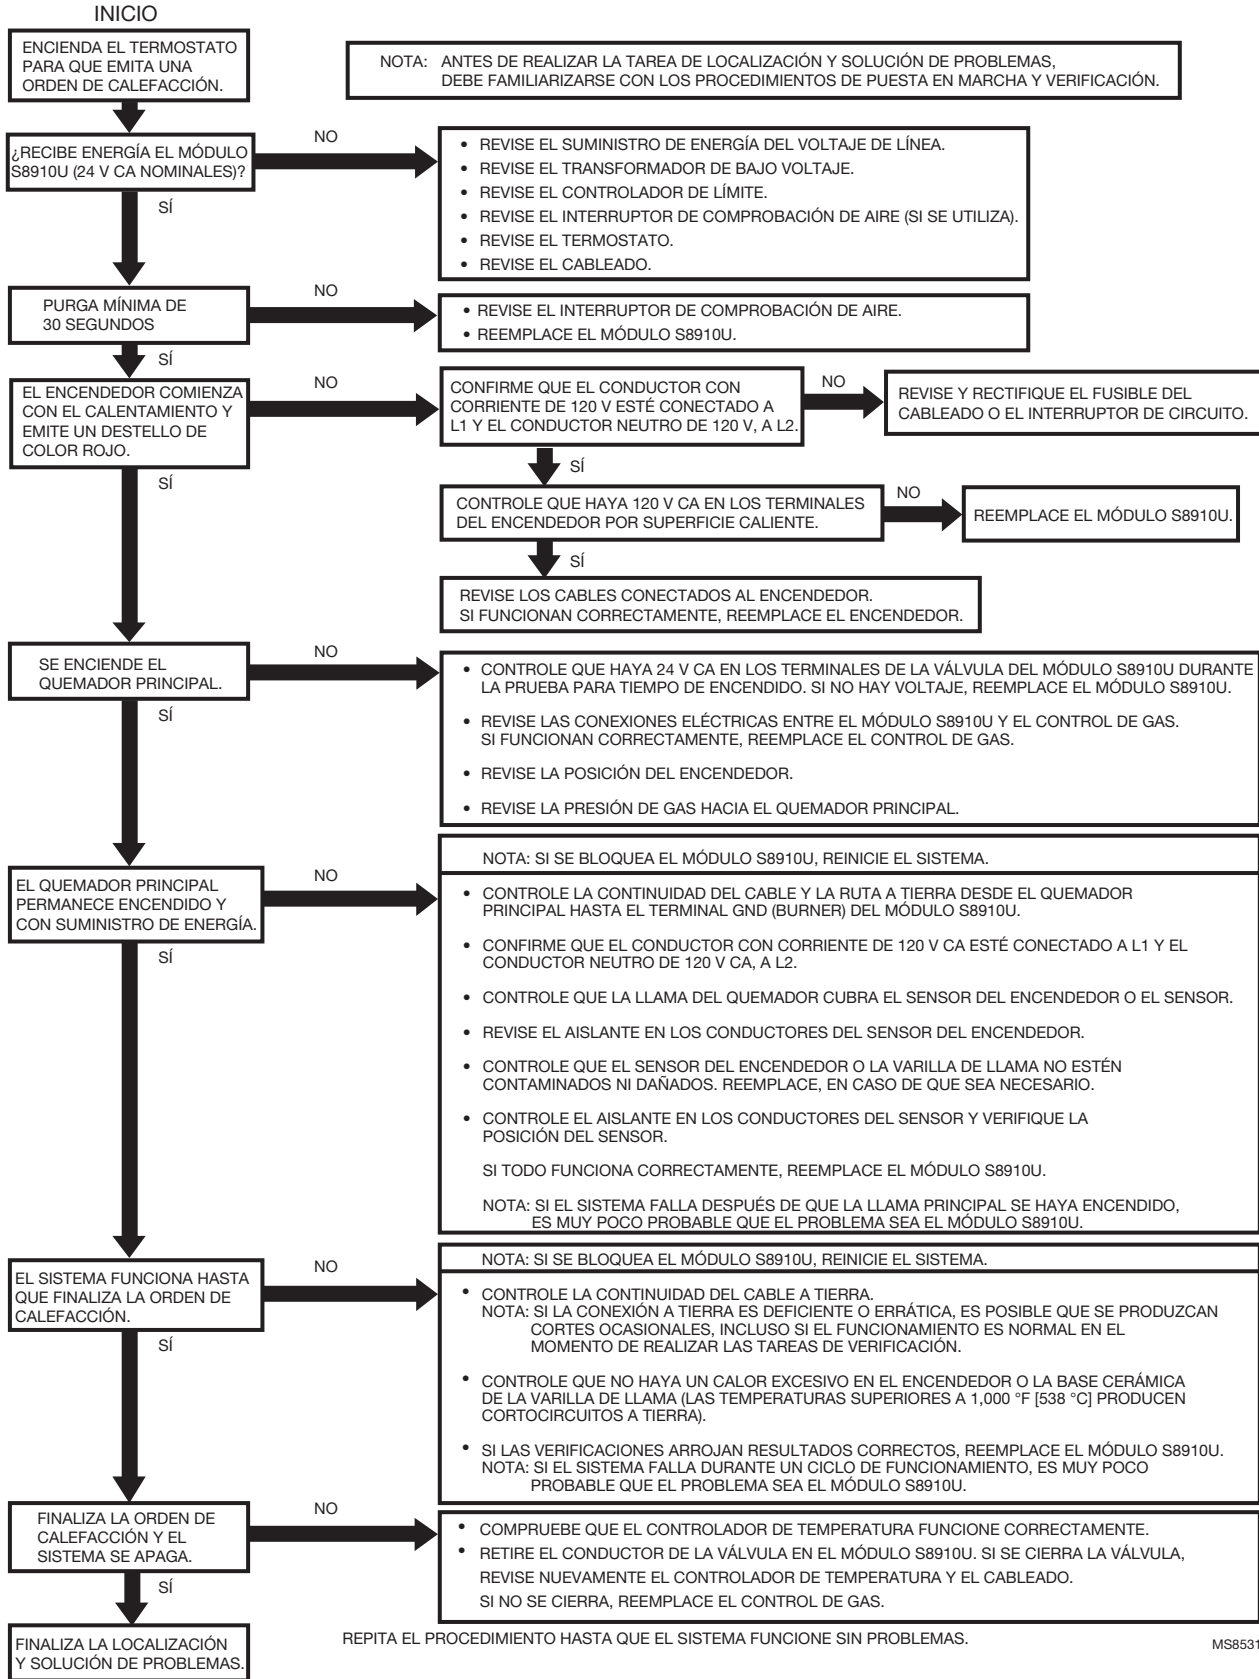 INICIO
ENCIENDA EL TERMOSTATO
PARA QUE EMITA UNA
ORDEN DE CALEFACCIÓN.
NOTA: ANTES DE REALIZAR LA TAREA DE LOCALIZACIÓN Y SOLUCIÓN DE PROBLEMAS,
DEBE FAMILIARIZARSE CON LOS PROCEDIMIENTOS DE PUESTA EN MARCHA Y VERIFICACIÓN.
¿RECIBE ENERGÍA EL MÓDULO
S8910U (24 V CA NOMINALES)?
NO
• REVISE EL SUMINISTRO DE ENERGÍA DEL VOLTAJE DE LÍNEA.
• REVISE EL TRANSFORMADOR DE BAJO VOLTAJE.
• REVISE EL CONTROLADOR DE LÍMITE.
• REVISE EL INTERRUPTOR DE COMPROBACIÓN DE AIRE (SI SE UTILIZA).
• REVISE EL TERMOSTATO.
• REVISE EL CABLEADO.
SÍ
PURGA MÍNIMA DE
30 SEGUNDOS
NO
• REVISE EL INTERRUPTOR DE COMPROBACIÓN DE AIRE.
• REEMPLACE EL MÓDULO S8910U.
SÍ
EL ENCENDEDOR COMIENZA
CON EL CALENTAMIENTO Y
EMITE UN DESTELLO DE
COLOR ROJO.
NO
CONFIRME QUE EL CONDUCTOR CON
CORRIENTE DE 120 V ESTÉ CONECTADO A
L1 Y EL CONDUCTOR NEUTRO DE 120 V, A L2.
NO
REVISE Y RECTIFIQUE EL FUSIBLE DEL
CABLEADO O EL INTERRUPTOR DE CIRCUITO.
SÍ
CONTROLE QUE HAYA 120 V CA EN LOS TERMINALES
DEL ENCENDEDOR POR SUPERFICIE CALIENTE.
NO
REEMPLACE EL MÓDULO S8910U.
SÍ
REVISE LOS CABLES CONECTADOS AL ENCENDEDOR.
SI FUNCIONAN CORRECTAMENTE, REEMPLACE EL ENCENDEDOR.
SÍ
SE ENCIENDE EL
QUEMADOR PRINCIPAL.
NO
• CONTROLE QUE HAYA 24 V CA EN LOS TERMINALES DE LA VÁLVULA DEL MÓDULO S8910U DURANTE
LA PRUEBA PARA TIEMPO DE ENCENDIDO. SI NO HAY VOLTAJE, REEMPLACE EL MÓDULO S8910U.
• REVISE LAS CONEXIONES ELÉCTRICAS ENTRE EL MÓDULO S8910U Y EL CONTROL DE GAS.
SI FUNCIONAN CORRECTAMENTE, REEMPLACE EL CONTROL DE GAS.
• REVISE LA POSICIÓN DEL ENCENDEDOR.
• REVISE LA PRESIÓN DE GAS HACIA EL QUEMADOR PRINCIPAL.
SÍ
EL QUEMADOR PRINCIPAL
PERMANECE ENCENDIDO Y
CON SUMINISTRO DE ENERGÍA.
NO
NOTA: SI SE BLOQUEA EL MÓDULO S8910U, REINICIE EL SISTEMA.
• CONTROLE LA CONTINUIDAD DEL CABLE Y LA RUTA A TIERRA DESDE EL QUEMADOR
PRINCIPAL HASTA EL TERMINAL GND (BURNER) DEL MÓDULO S8910U.
• CONFIRME QUE EL CONDUCTOR CON CORRIENTE DE 120 V CA ESTÉ CONECTADO A L1 Y EL
CONDUCTOR NEUTRO DE 120 V CA, A L2.
• CONTROLE QUE LA LLAMA DEL QUEMADOR CUBRA EL SENSOR DEL ENCENDEDOR O EL SENSOR.
• REVISE EL AISLANTE EN LOS CONDUCTORES DEL SENSOR DEL ENCENDEDOR.
• CONTROLE QUE EL SENSOR DEL ENCENDEDOR O LA VARILLA DE LLAMA NO ESTÉN
CONTAMINADOS NI DAÑADOS. REEMPLACE, EN CASO DE QUE SEA NECESARIO.
• CONTROLE EL AISLANTE EN LOS CONDUCTORES DEL SENSOR Y VERIFIQUE LA
POSICIÓN DEL SENSOR.
SI TODO FUNCIONA CORRECTAMENTE, REEMPLACE EL MÓDULO S8910U.
NOTA: SI EL SISTEMA FALLA DESPUÉS DE QUE LA LLAMA PRINCIPAL SE HAYA ENCENDIDO,
ES MUY POCO PROBABLE QUE EL PROBLEMA SEA EL MÓDULO S8910U.
SÍ
EL SISTEMA FUNCIONA HASTA
QUE FINALIZA LA ORDEN DE
CALEFACCIÓN.
NO
NOTA: SI SE BLOQUEA EL MÓDULO S8910U, REINICIE EL SISTEMA.
• CONTROLE LA CONTINUIDAD DEL CABLE A TIERRA.
NOTA: SI LA CONEXIÓN A TIERRA ES DEFICIENTE O ERRÁTICA, ES POSIBLE QUE SE PRODUZCAN
CORTES OCASIONALES, INCLUSO SI EL FUNCIONAMIENTO ES NORMAL EN EL
MOMENTO DE REALIZAR LAS TAREAS DE VERIFICACIÓN.
• CONTROLE QUE NO HAYA UN CALOR EXCESIVO EN EL ENCENDEDOR O LA BASE CERÁMICA
DE LA VARILLA DE LLAMA (LAS TEMPERATURAS SUPERIORES A 1,000 °F [538 °C] PRODUCEN
CORTOCIRCUITOS A TIERRA).
• SI LAS VERIFICACIONES ARROJAN RESULTADOS CORRECTOS, REEMPLACE EL MÓDULO S8910U.
NOTA: SI EL SISTEMA FALLA DURANTE UN CICLO DE FUNCIONAMIENTO, ES MUY POCO
PROBABLE QUE EL PROBLEMA SEA EL MÓDULO S8910U.
SÍ
FINALIZA LA ORDEN DE
CALEFACCIÓN Y EL
SISTEMA SE APAGA.
NO
• COMPRUEBE QUE EL CONTROLADOR DE TEMPERATURA FUNCIONE CORRECTAMENTE.
• RETIRE EL CONDUCTOR DE LA VÁLVULA EN EL MÓDULO S8910U. SI SE CIERRA LA VÁLVULA,
REVISE NUEVAMENTE EL CONTROLADOR DE TEMPERATURA Y EL CABLEADO.
SI NO SE CIERRA, REEMPLACE EL CONTROL DE GAS.
SÍ
FINALIZA LA LOCALIZACIÓN
Y SOLUCIÓN DE PROBLEMAS.
REPITA EL PROCEDIMIENTO HASTA QUE EL SISTEMA FUNCIONE SIN PROBLEMAS.
MS8531